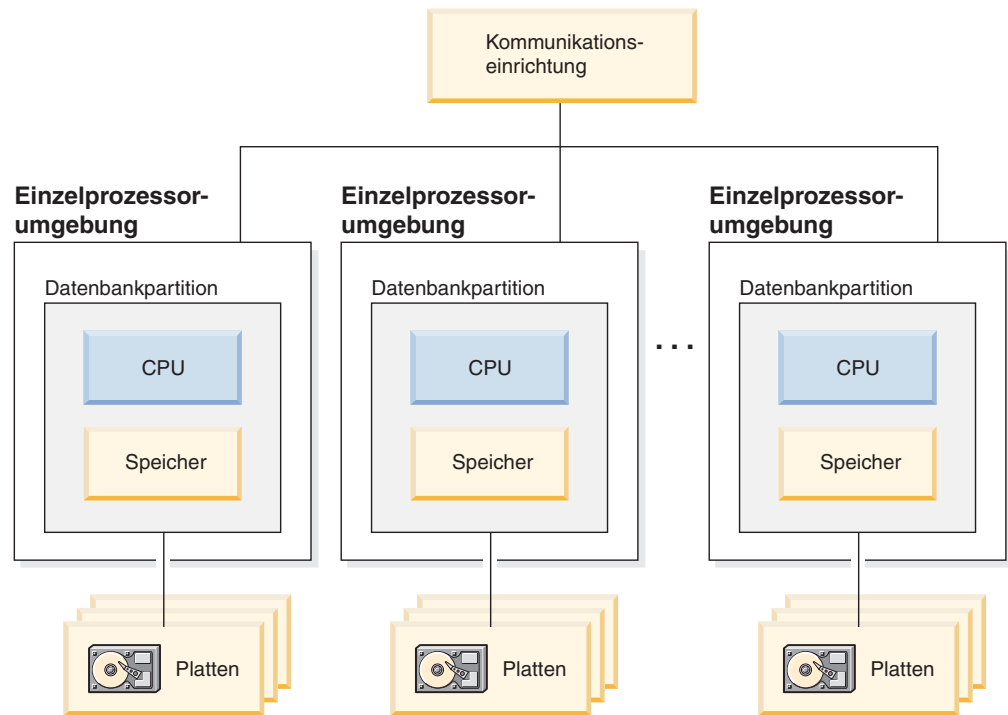 Kommunikations-
einrichtung
Einzelprozessor-
umgebung
Datenbankpartition
CPU
Speicher
Platten
Einzelprozessor-
umgebung
Datenbankpartition
CPU
Speicher
Platten
...
Einzelprozessor-
umgebung
Datenbankpartition
CPU
Speicher
Platten